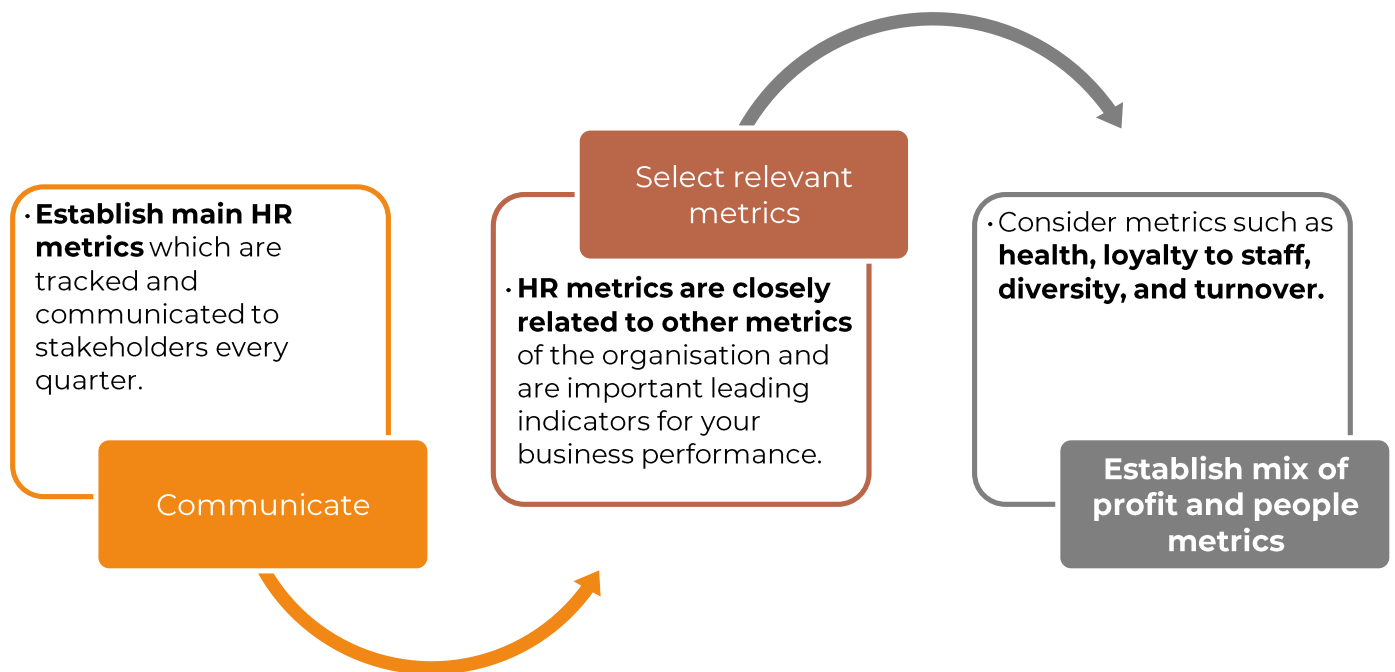 · Establish main HR
metrics which are
tracked and
communicated to
stakeholders every
quarter.
Communicate
Select relevant
metrics
· HR metrics are closely
related to other metrics
of the organisation and
are important leading
indicators for your
business performance.
· Consider metrics such as
health, loyalty to staff,
diversity, and turnover.
Establish mix of
profit and people
metrics